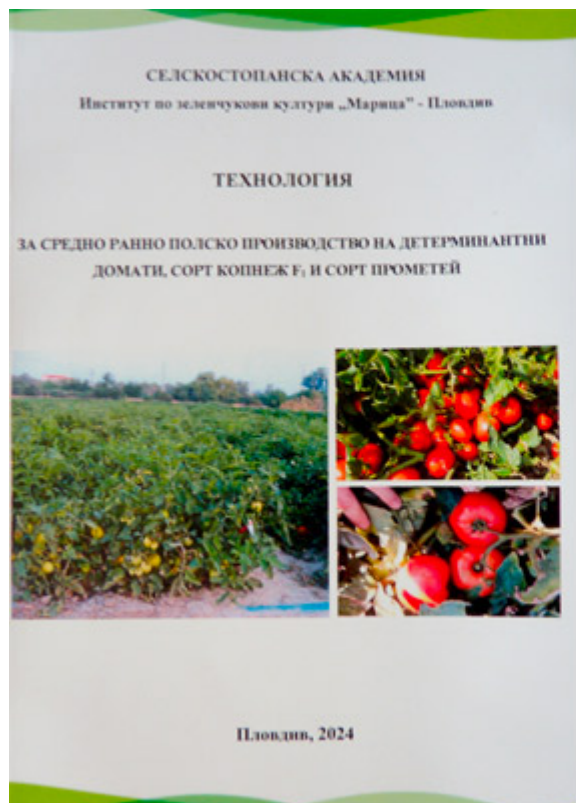 СЕЛСКОСТОПАНСКА АКАДЕМИЯ
Институт по зеленчукови култури „Марица” - Пловдив
ТЕХНОЛОГИЯ
ЗА СРЕДНО РАННО ПОЛСКО ПРОИЗВОДСТВО НА ДЕТЕРМИНАНТНИ
ДОМАТИ, СОРТ КОПНЕЖ F₁ И СОРТ ПРОМЕТЕЙ
Пловдив, 2024